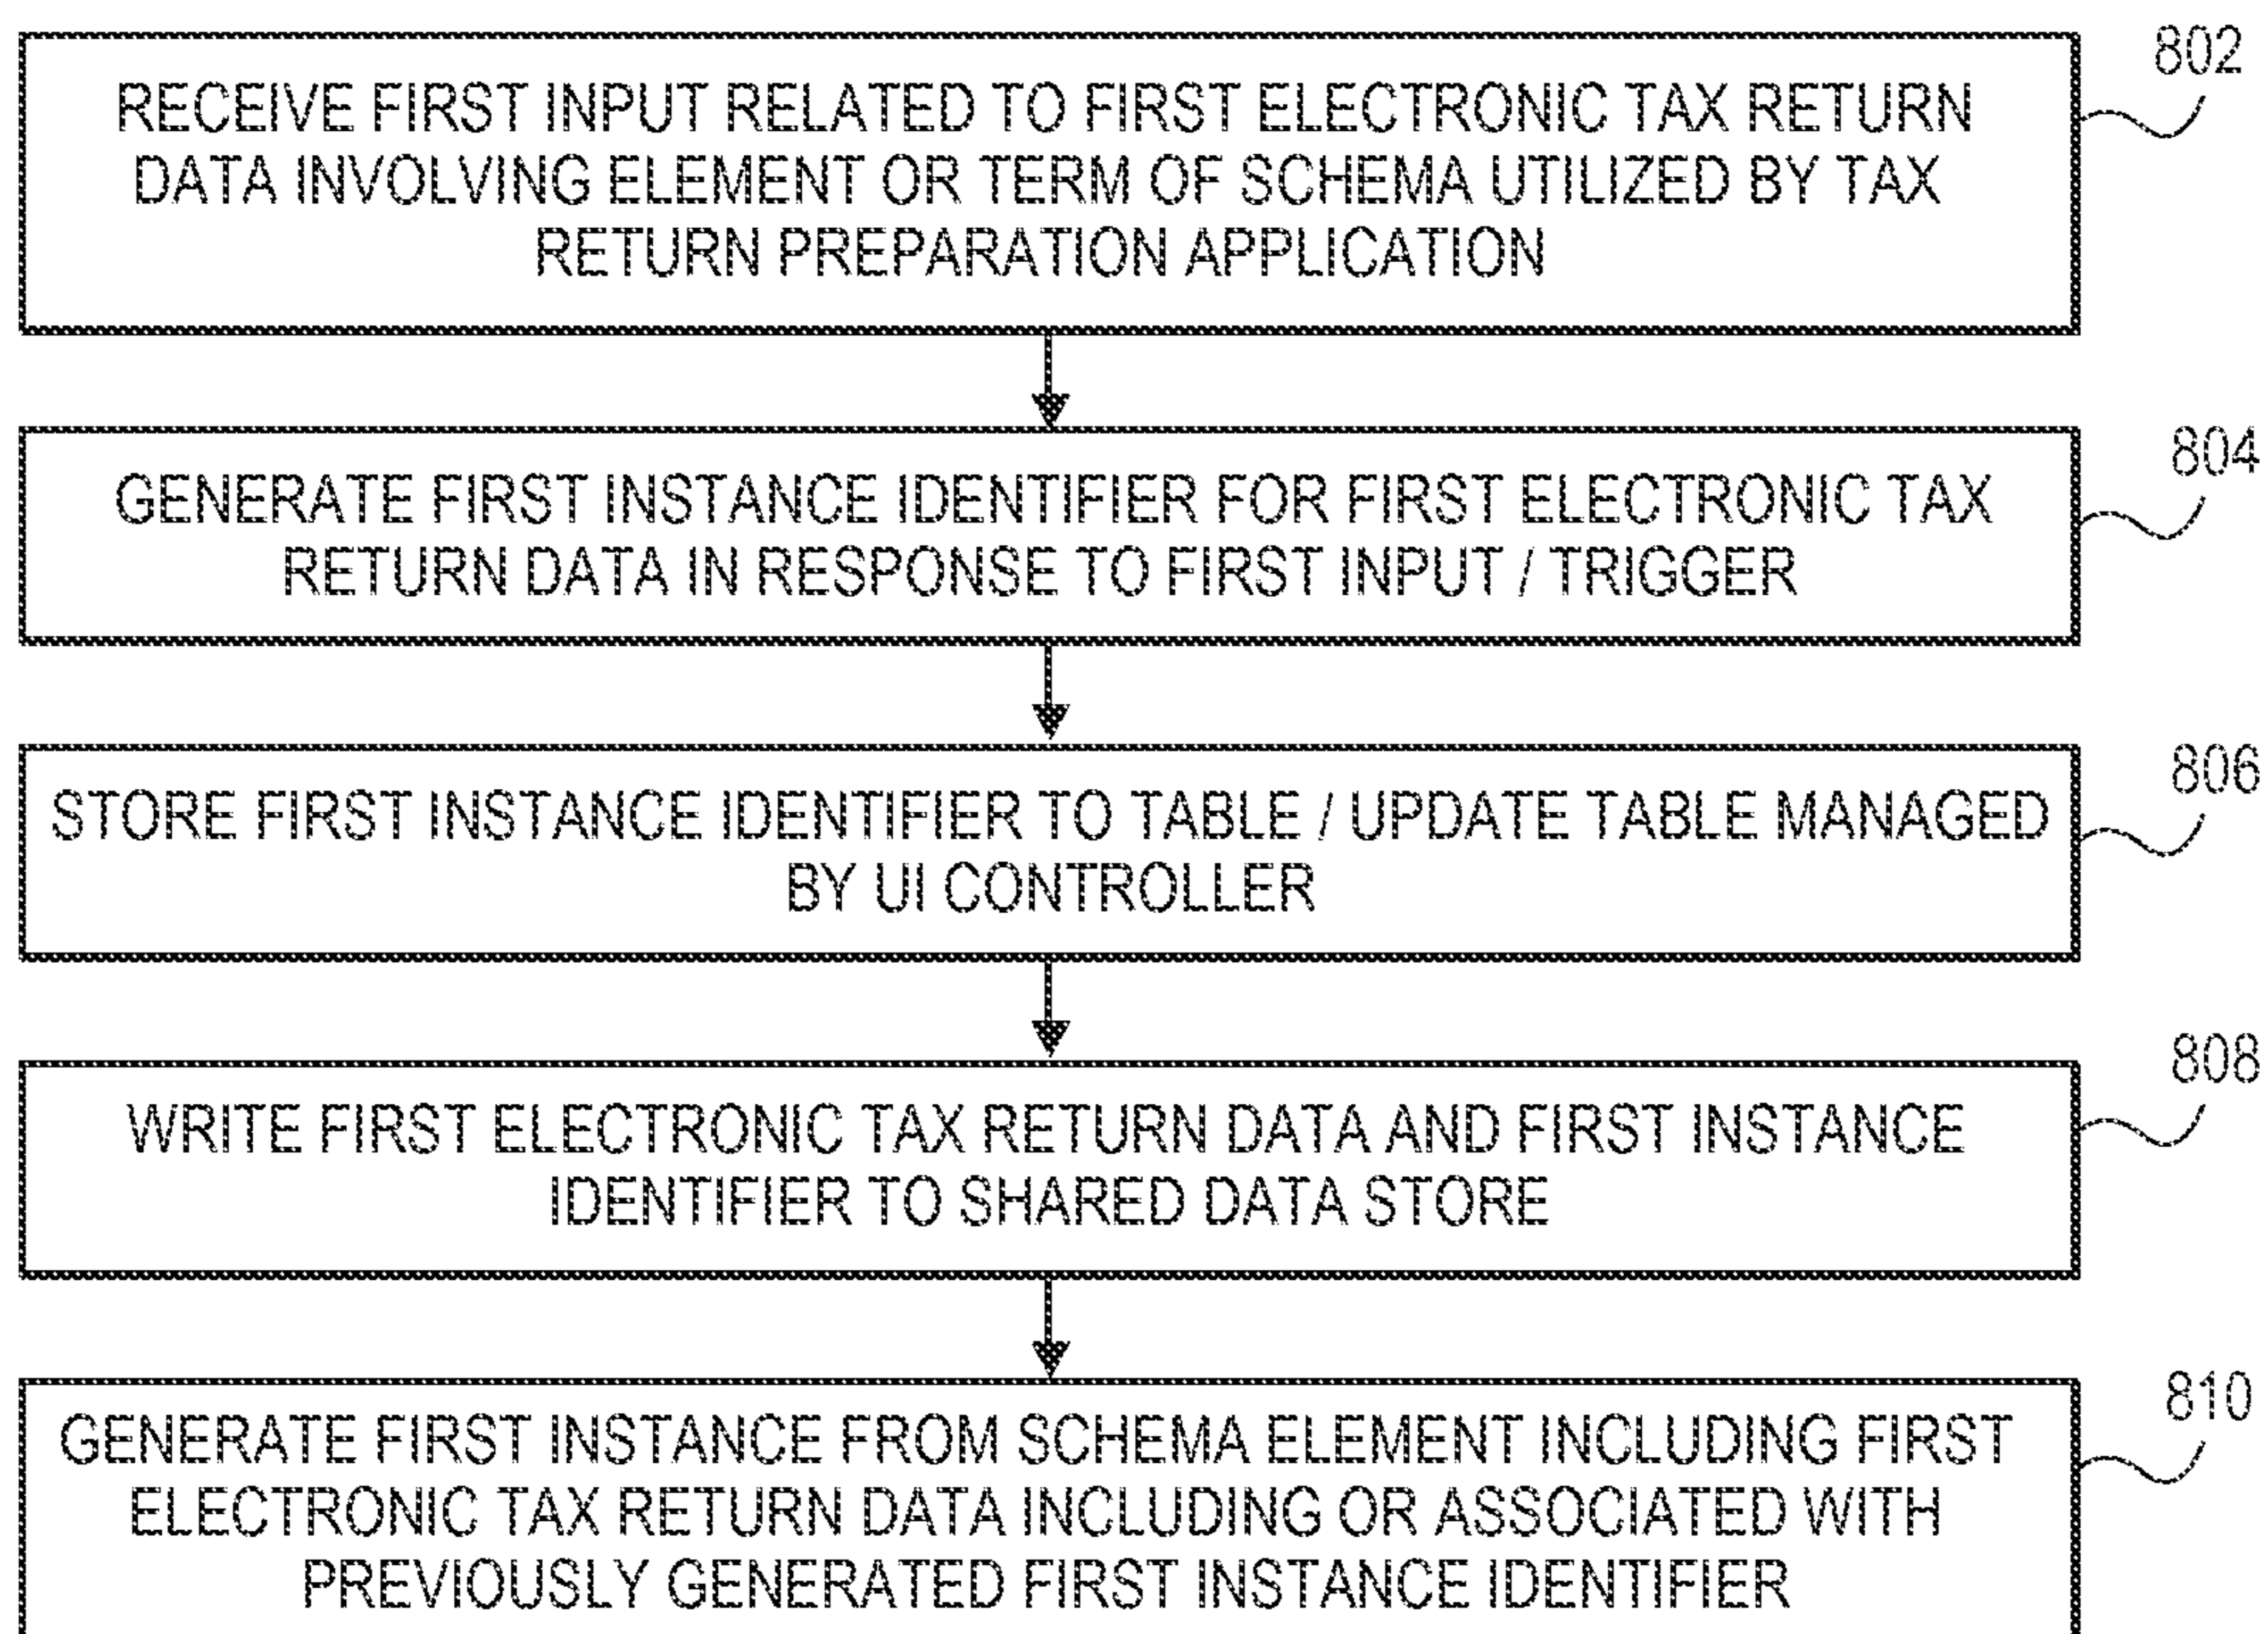 802
RECEIVE FIRST INPUT RELATED TO FIRST ELECTRONIC TAX RETURN
DATA INVOLVING ELEMENT OR TERM OF SCHEMA UTILIZED BY TAX
RETURN PREPARATION APPLICATION
804
GENERATE FIRST INSTANCE IDENTIFIER FOR FIRST ELECTRONIC TAX
RETURN DATA IN RESPONSE TO FIRST INPUT / TRIGGER
806
STORE FIRST INSTANCE IDENTIFIER TO TABLE / UPDATE TABLE MANAGED
BY UI CONTROLLER
808
WRITE FIRST ELECTRONIC TAX RETURN DATA AND FIRST INSTANCE
IDENTIFIER TO SHARED DATA STORE
810
GENERATE FIRST INSTANCE FROM SCHEMA ELEMENT INCLUDING FIRST
ELECTRONIC TAX RETURN DATA INCLUDING OR ASSOCIATED WITH
PREVIOUSLY GENERATED FIRST INSTANCE IDENTIFIER